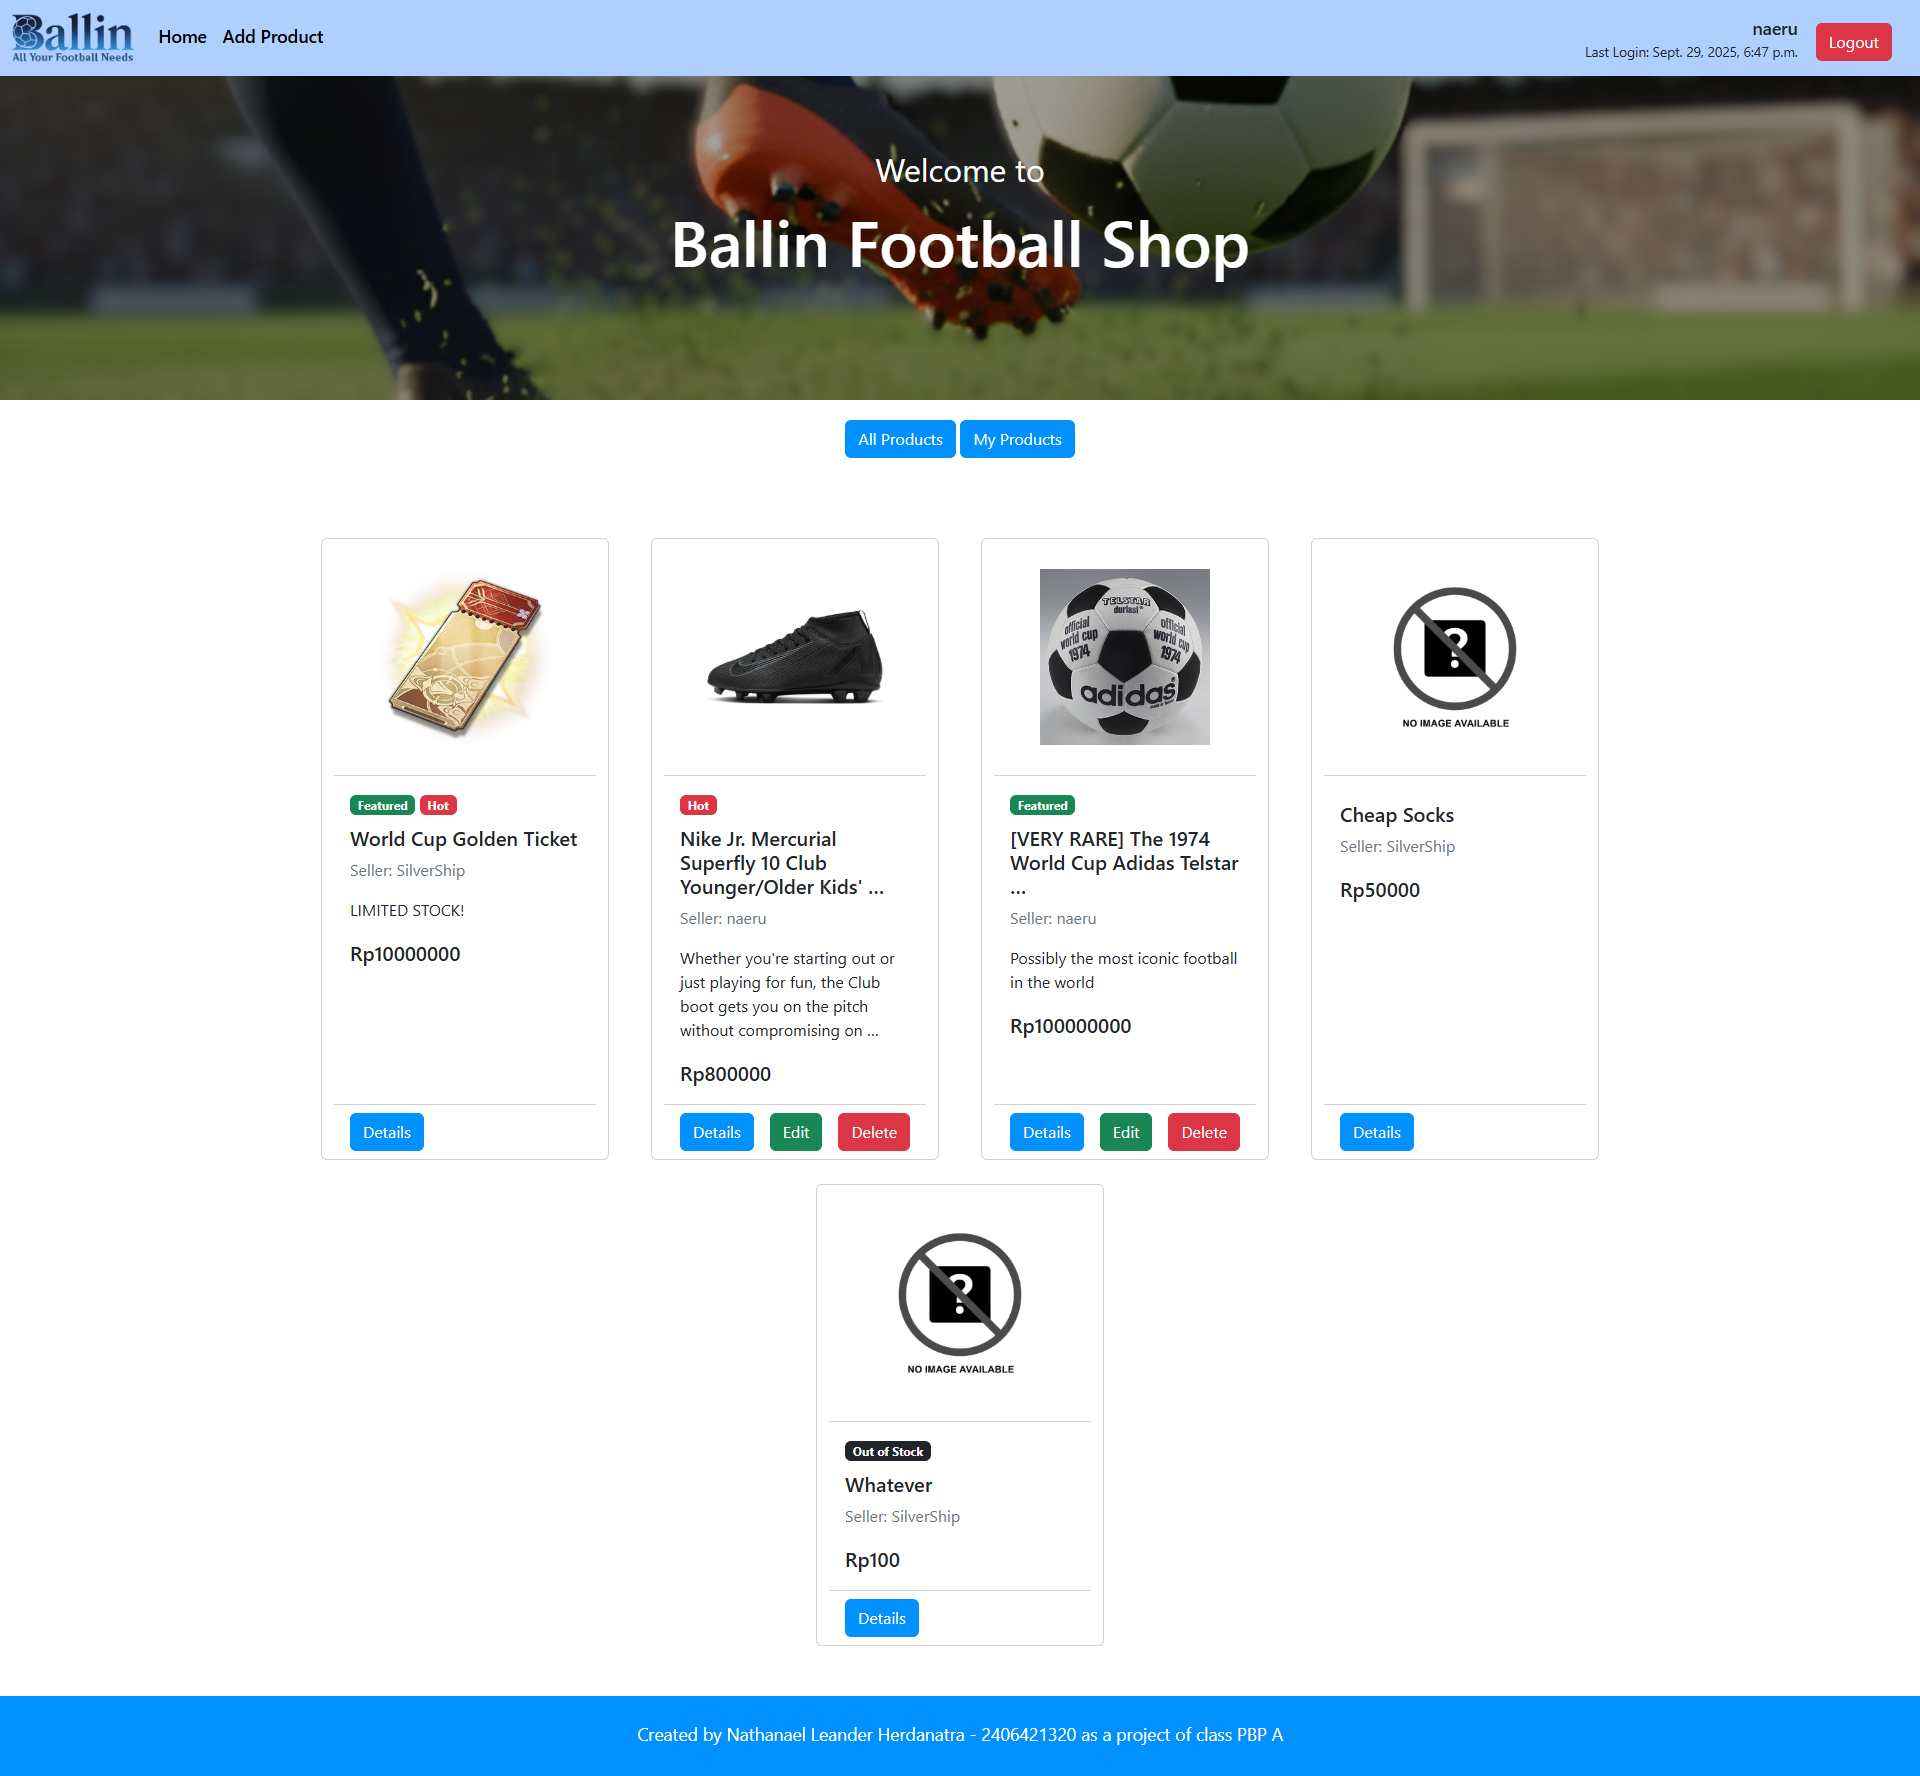 Ballin
All Your Football Needs
Home Add Product
naeru
Last Login: Sept. 29, 2025, 6:47 p.m.
Logout
Welcome to
Ballin Football Shop
All Products My Products
Featured Hot
World Cup Golden Ticket
Seller: SilverShip
LIMITED STOCK!
Rp10000000
Details
Hot
Nike Jr. Mercurial
Superfly 10 Club
Younger/Older Kids' ...
Seller: naeru
Whether you're starting out or
just playing for fun, the Club
boot gets you on the pitch
without compromising on ...
Rp800000
Details Edit Delete
TELSTAR
durlast®
official
world cup
1974
official
world cup
1974
adidas®
Featured
[VERY RARE] The 1974
World Cup Adidas Telstar
...
Seller: naeru
Possibly the most iconic football
in the world
Rp100000000
Details Edit Delete
?
NO IMAGE AVAILABLE
Cheap Socks
Seller: SilverShip
Rp50000
Details
?
NO IMAGE AVAILABLE
Out of Stock
Whatever
Seller: SilverShip
Rp100
Details
Created by Nathanael Leander Herdanatra - 2406421320 as a project of class PBP A